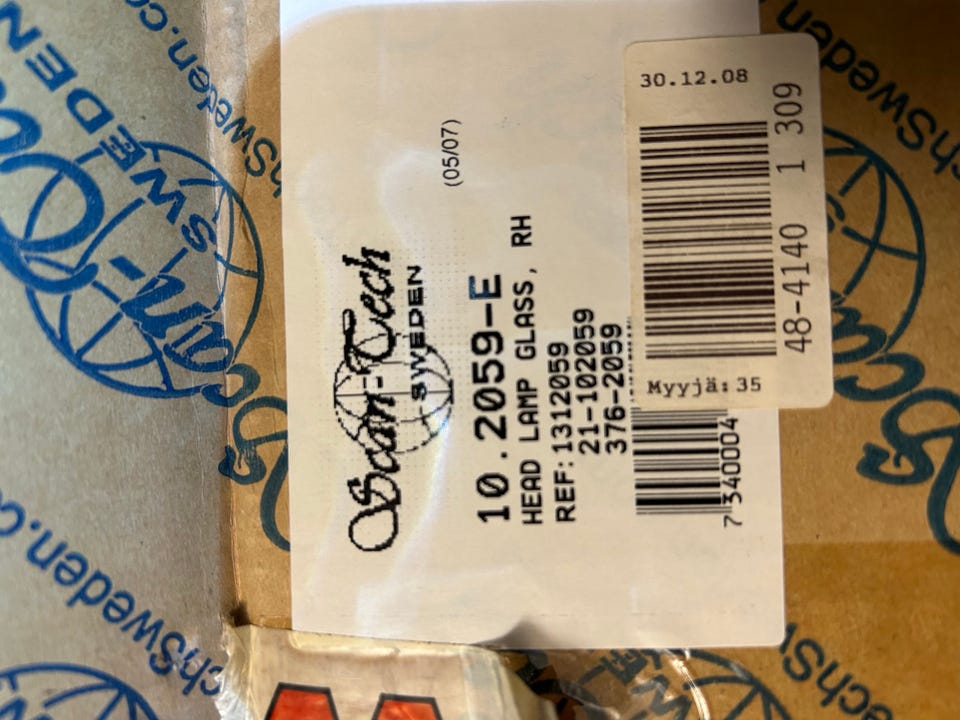 Scan-Tech
SWEDEN
(05/07)
10.2059-E
HEAD LAMP GLASS, RH
REF:1312059
21-102059
376-2059
7 340004
30.12.08
48-4140 1 309
Myyjä:35